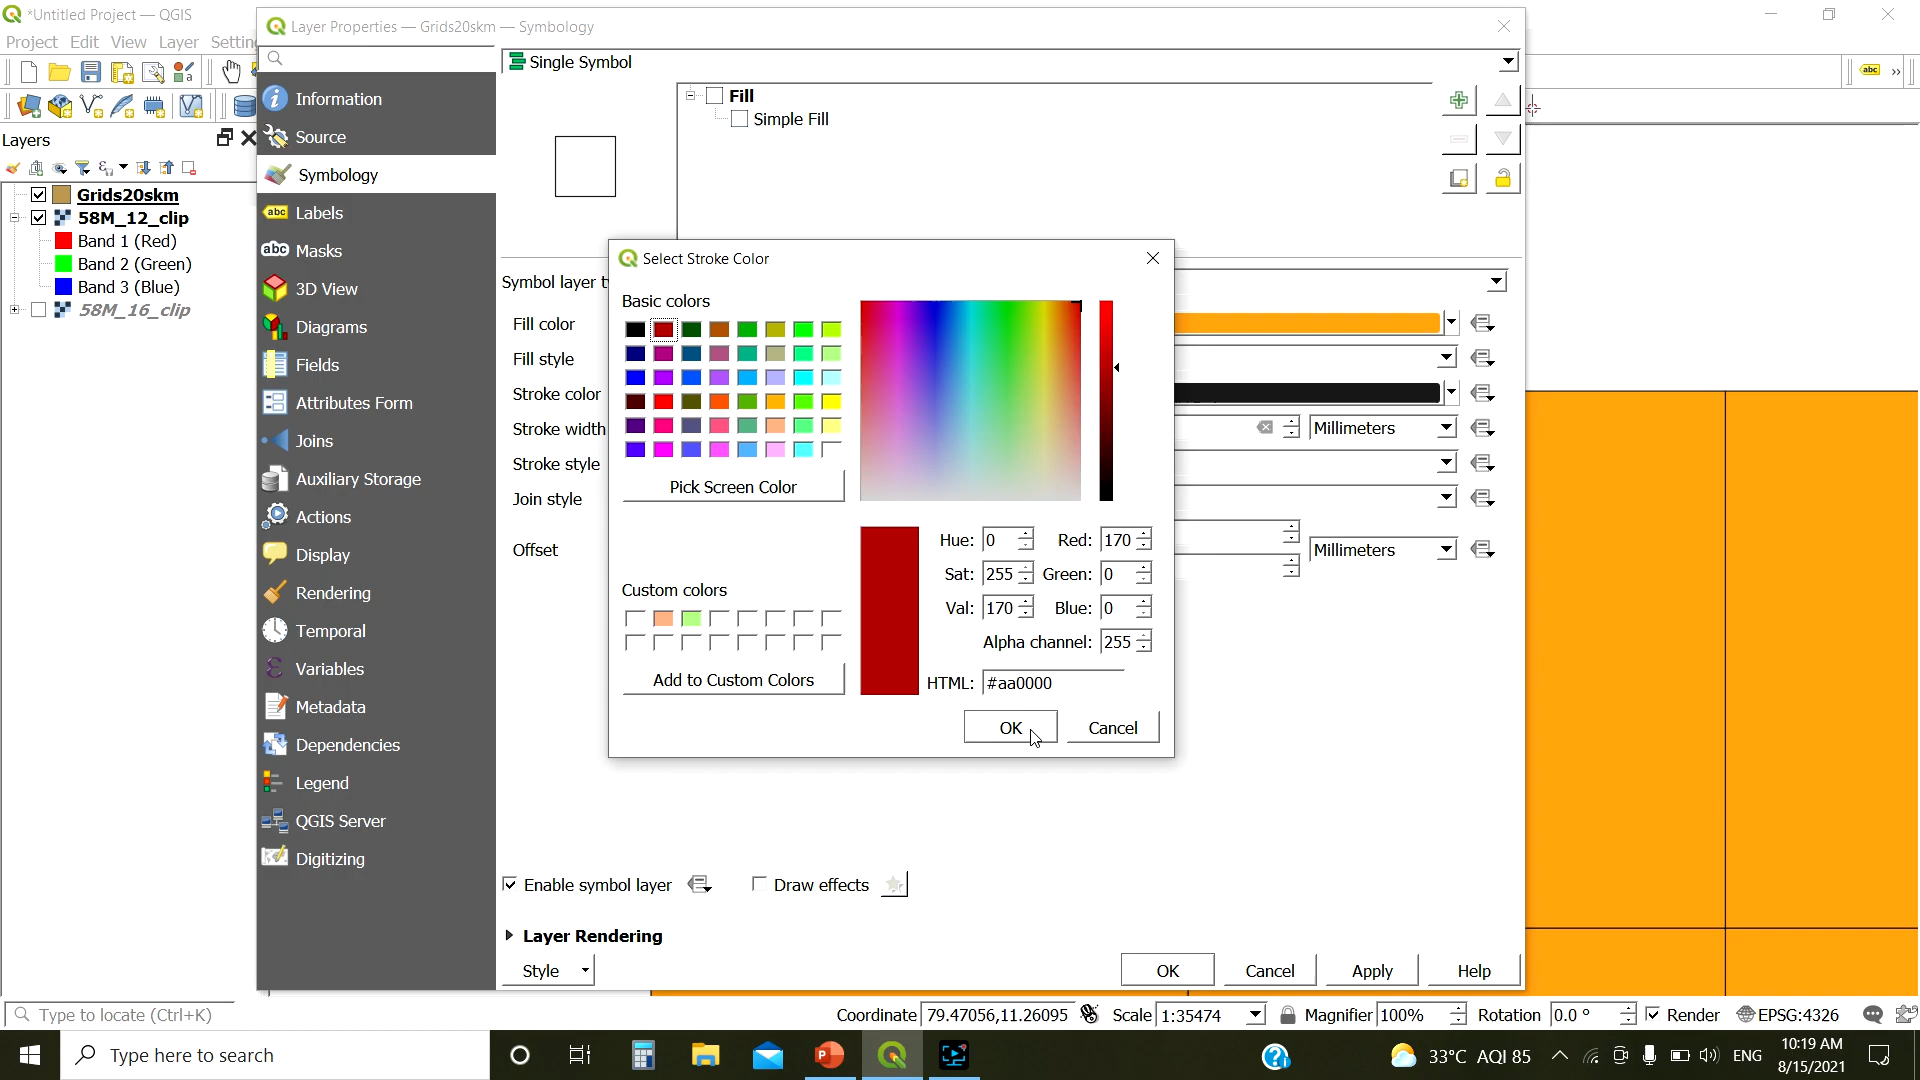 *Untitled Project — QGIS
Project Edit View Layer
Layers
Grids20skm
58M_12_clip
Band 1 (Red)
Band 2 (Green)
Band 3 (Blue)
58M_16_clip
Layer Properties — Grids20skm — Symbology
Information
Source
Symbology
abc Labels
abc Masks
3D View
Diagrams
Fields
Attributes Form
Joins
Auxiliary Storage
Actions
Display
Rendering
Temporal
Variables
Metadata
Dependencies
Legend
QGIS Server
Digitizing
Single Symbol
Fill
Simple Fill
abc
Symbol layer
Fill color
Fill style
Stroke color
Stroke width
Stroke style
Join style
Offset
Millimeters
Millimeters
Select Stroke Color
Basic colors
Pick Screen Color
Custom colors
Add to Custom Colors
Hue: 0 Red: 170
Sat: 255 Green: 0
Val: 170 Blue: 0
Alpha channel: 255
HTML: #aa0000
OK Cancel
Enable symbol layer Draw effects
Layer Rendering
Style OK Cancel Apply Help
Type to locate (Ctrl+K) Coordinate 79.47056,11.26095 Scale 1:35474 Magnifier 100% Rotation 0.0 ° Render EPSG:4326
Type here to search
33°C AQI 85 ENG 10:19 AM
8/15/2021